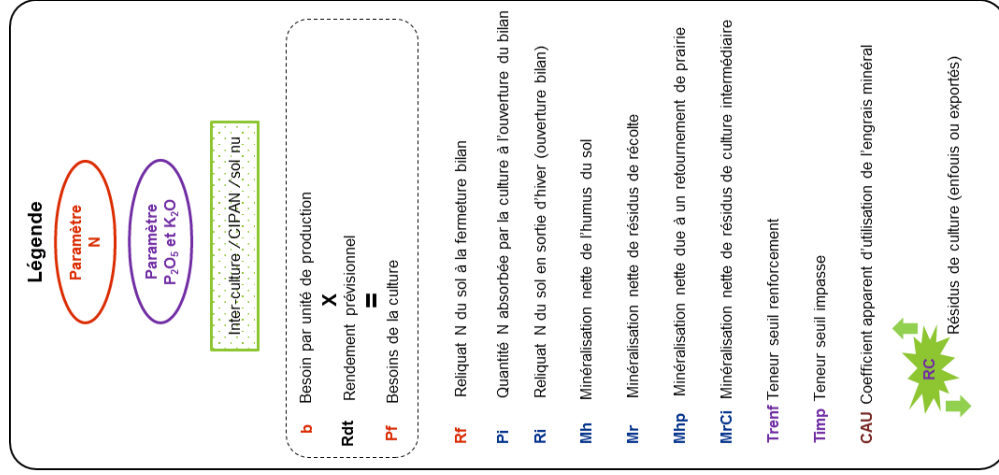 Légende
Paramètre
N
Paramètre
P₂O₅ et K₂O
Inter-culture / CIPAN / sol nu
b Besoin par unité de production
X
Rdt Rendement prévisionnel
=
Pf Besoins de la culture
Rf Reliquat N du sol à la fermeture bilan
Pi Quantité N absorbée par la culture à l'ouverture du bilan
Ri Reliquat N du sol en sortie d'hiver (ouverture bilan)
Mh Minéralisation nette de l'humus du sol
Mr Minéralisation nette de résidus de récolte
Mhp Minéralisation nette due à un retournement de prairie
MrCi Minéralisation nette de résidus de culture intermédiaire
Trenf Teneur seuil renforcement
Timp Teneur seuil impasse
CAU Coefficient apparent d'utilisation de l'engrais minéral
RC Résidus de culture (enfouis ou exportés)